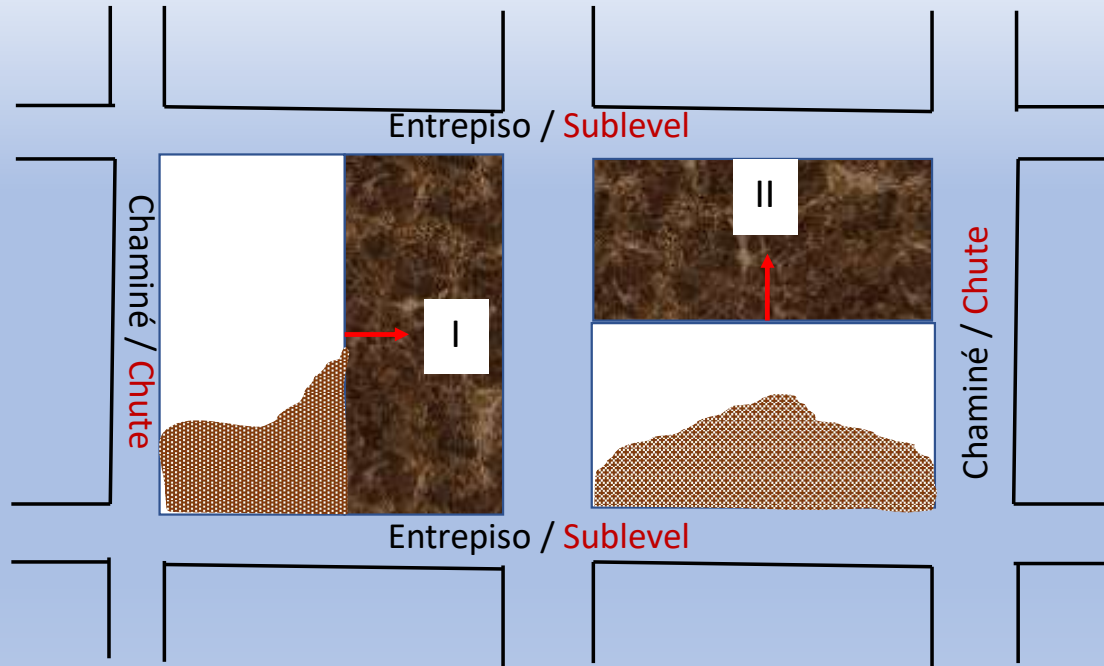 Entrepiso / Sublevel
II
Chaminé / Chute
I
Chaminé / Chute
Entrepiso / Sublevel